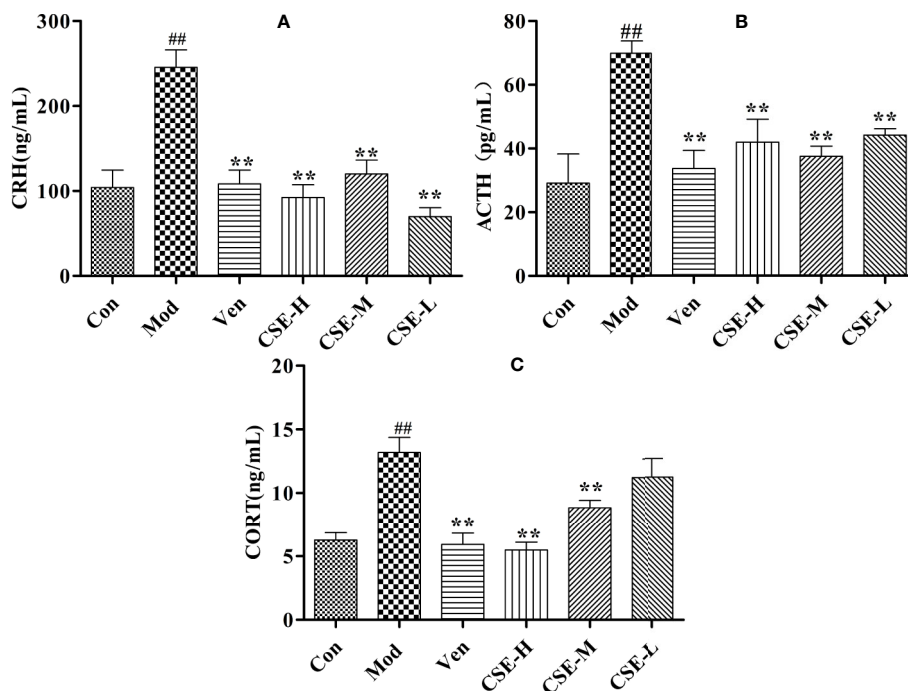 A
CRH(ng/mL)
300
200
100
0
##
**
**
**
**
Con
Mod
Ven
CSE-H
CSE-M
CSE-L
B
ACTH (pg/mL)
80
60
40
20
0
##
**
**
**
**
Con
Mod
Ven
CSE-H
CSE-M
CSE-L
C
CORT(ng/mL)
20
15
10
5
0
##
**
**
**
Con
Mod
Ven
CSE-H
CSE-M
CSE-L